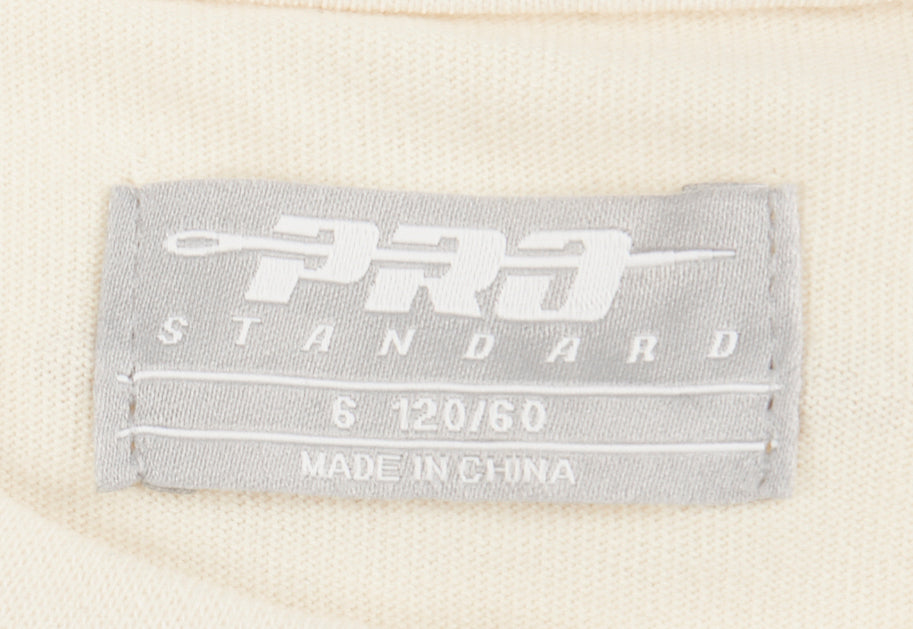 PRO
STANDARD
6 120/60
MADE IN CHINA